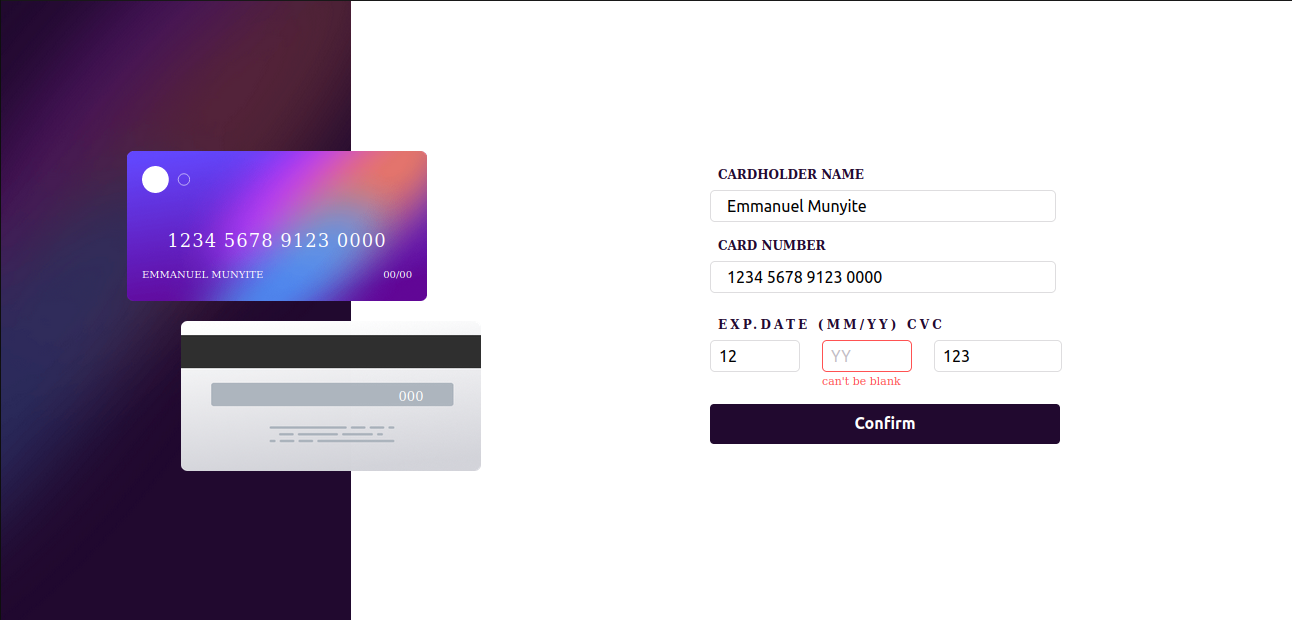 1234 5678 9123 0000
EMMANUEL MUNYITE 00/00
000
CARDHOLDER NAME
Emmanuel Munyite
CARD NUMBER
1234 5678 9123 0000
EXP.DATE (MM/YY) CVC
12 YY 123
can't be blank
Confirm